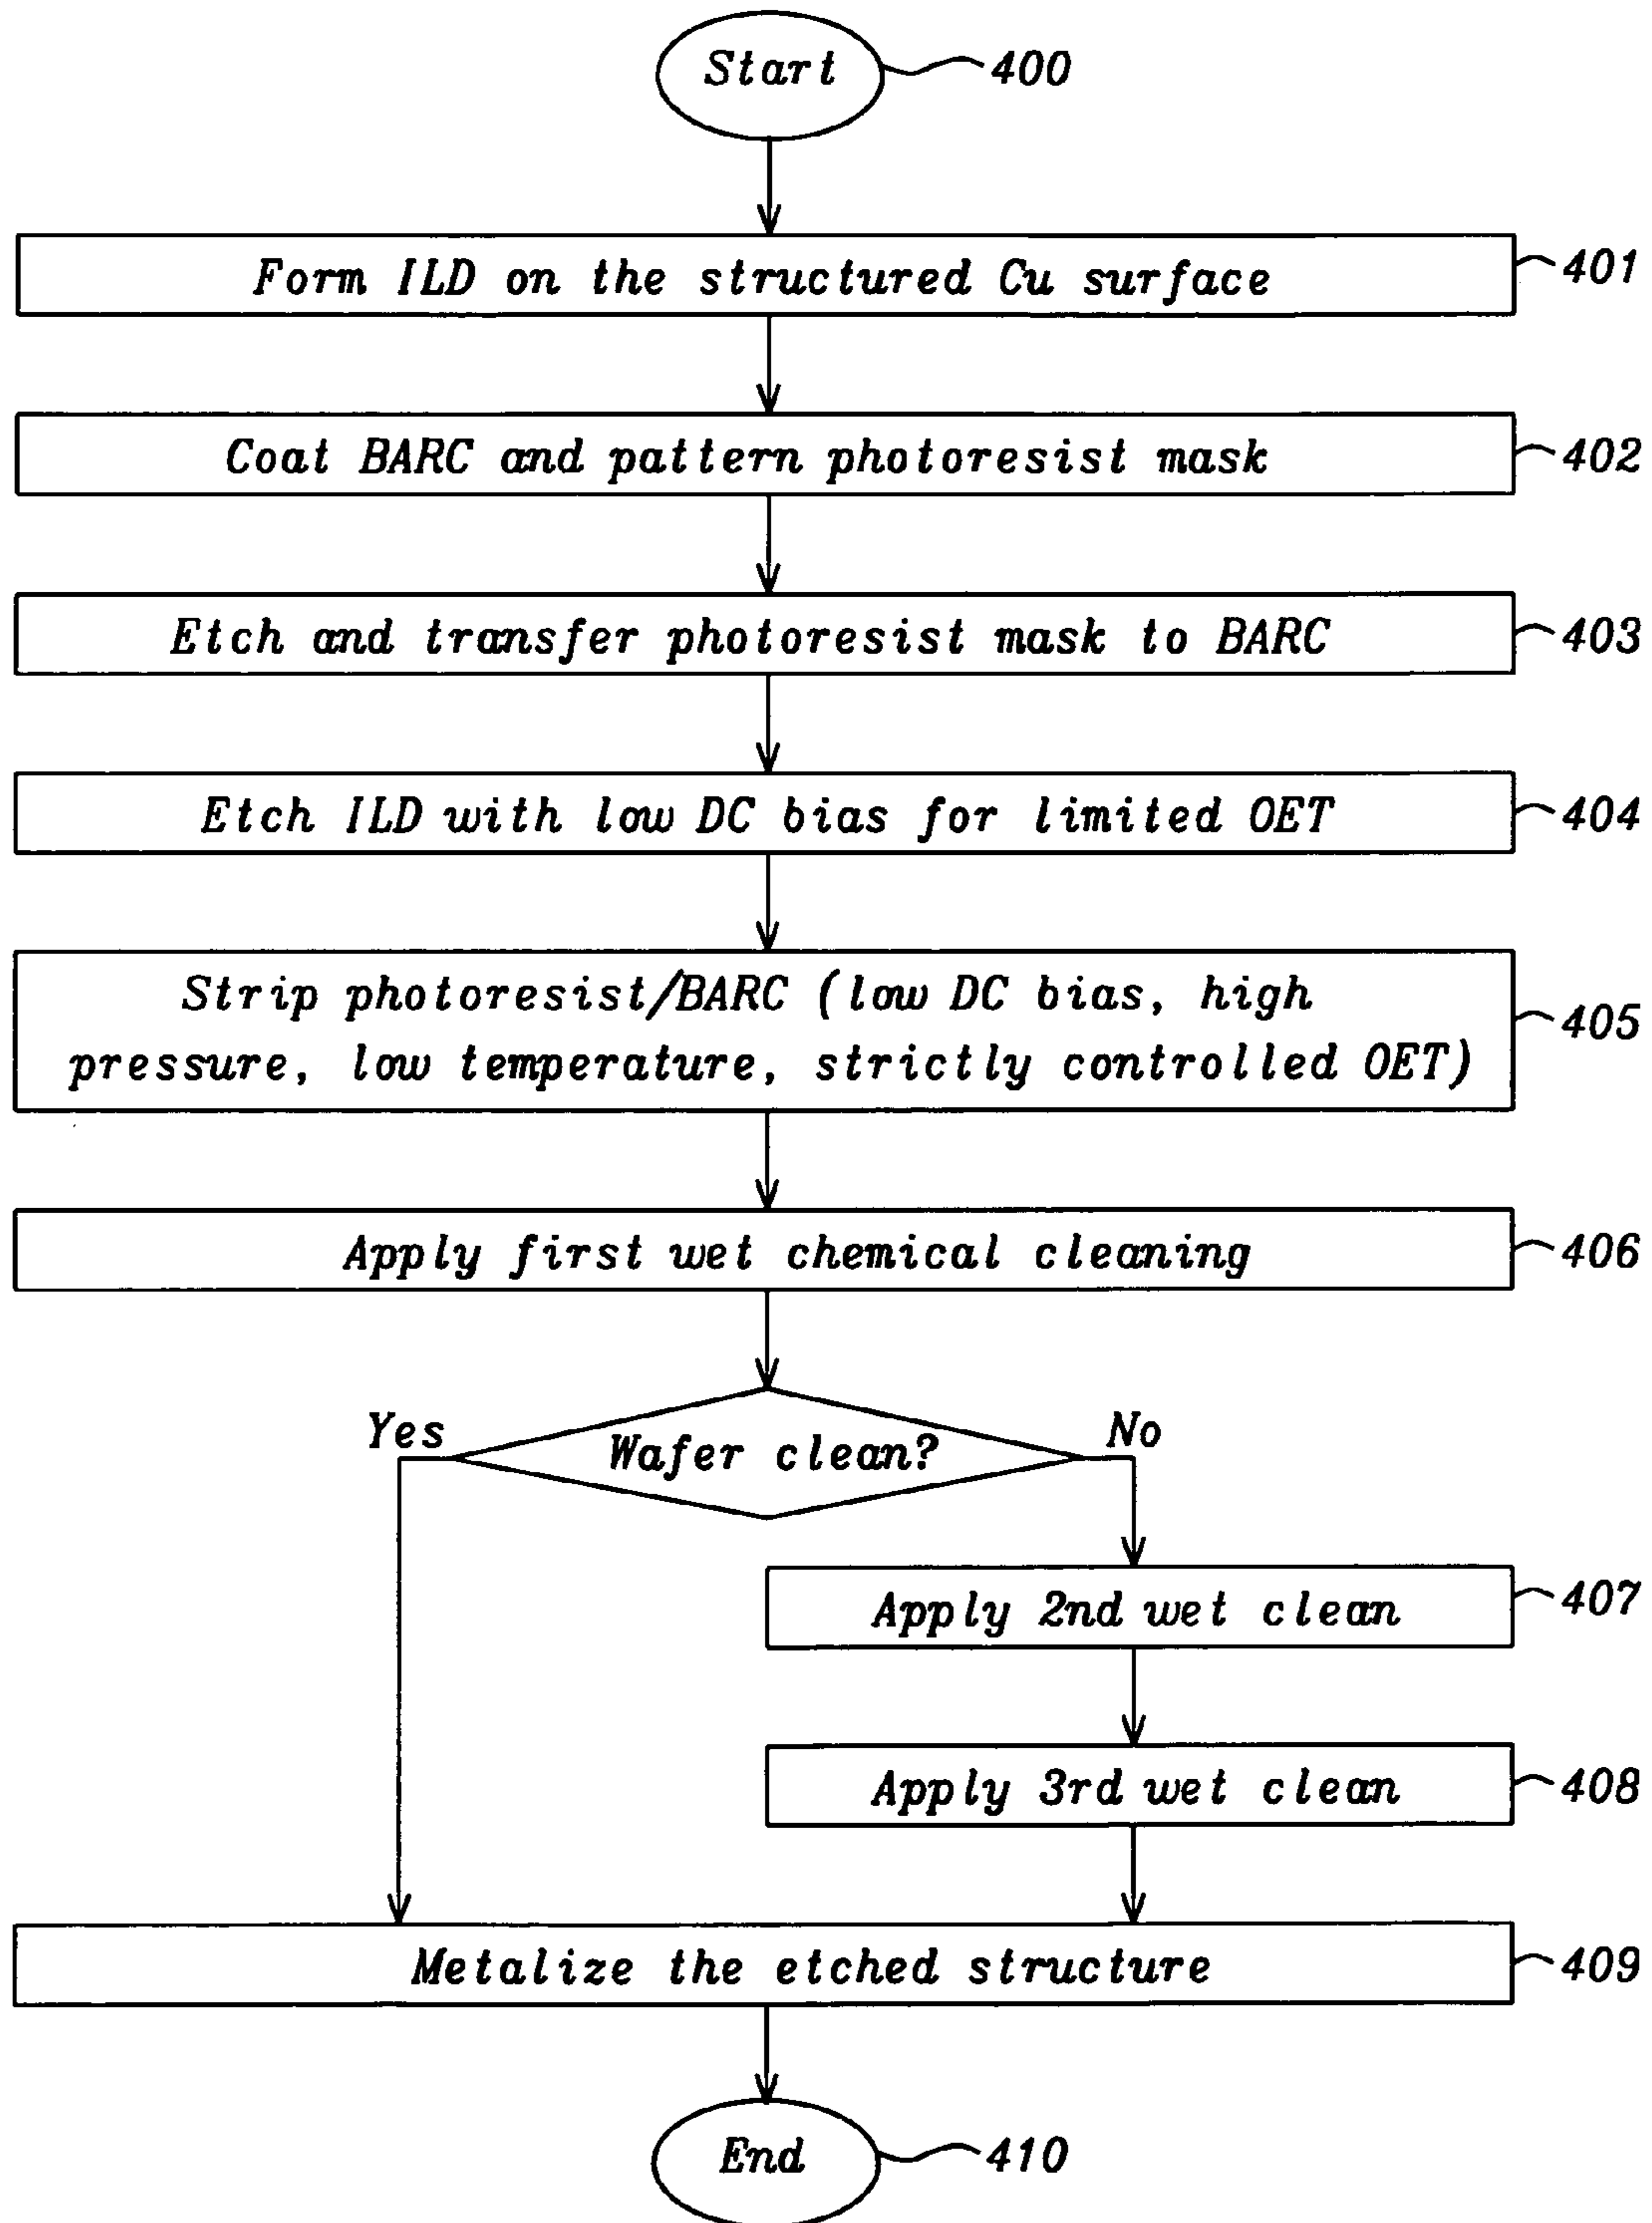 Start
400
Form ILD on the structured Cu surface
401
Coat BARC and pattern photoresist mask
402
Etch and transfer photoresist mask to BARC
403
Etch ILD with low DC bias for limited OET
404
Strip photoresist/BARC (low DC bias, high
pressure, low temperature, strictly controlled OET)
405
Apply first wet chemical cleaning
406
Yes
Wafer clean?
No
Apply 2nd wet clean
407
Apply 3rd wet clean
408
Metalize the etched structure
409
End
410